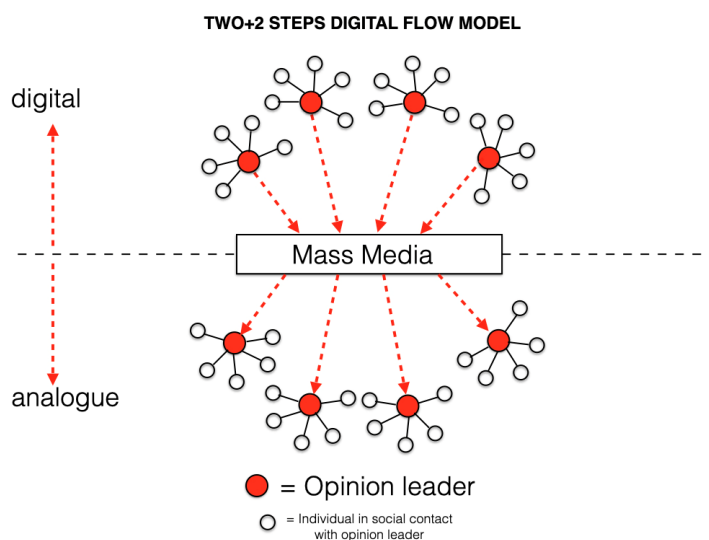 TWO+2 STEPS DIGITAL FLOW MODEL
digital
Mass Media
analogue
= Opinion leader
= Individual in social contact
with opinion leader